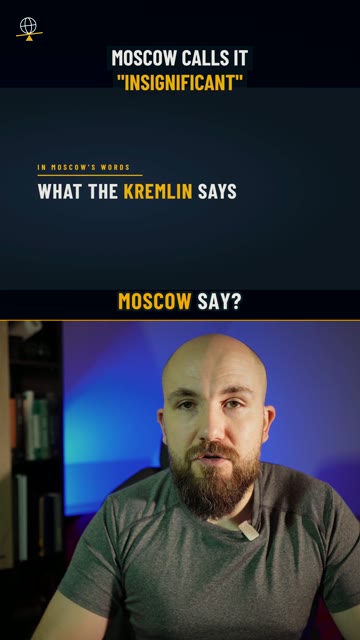 MOSCOW CALLS IT
"INSIGNIFICANT"
IN MOSCOW'S WORDS
WHAT THE KREMLIN SAYS
MOSCOW SAY?